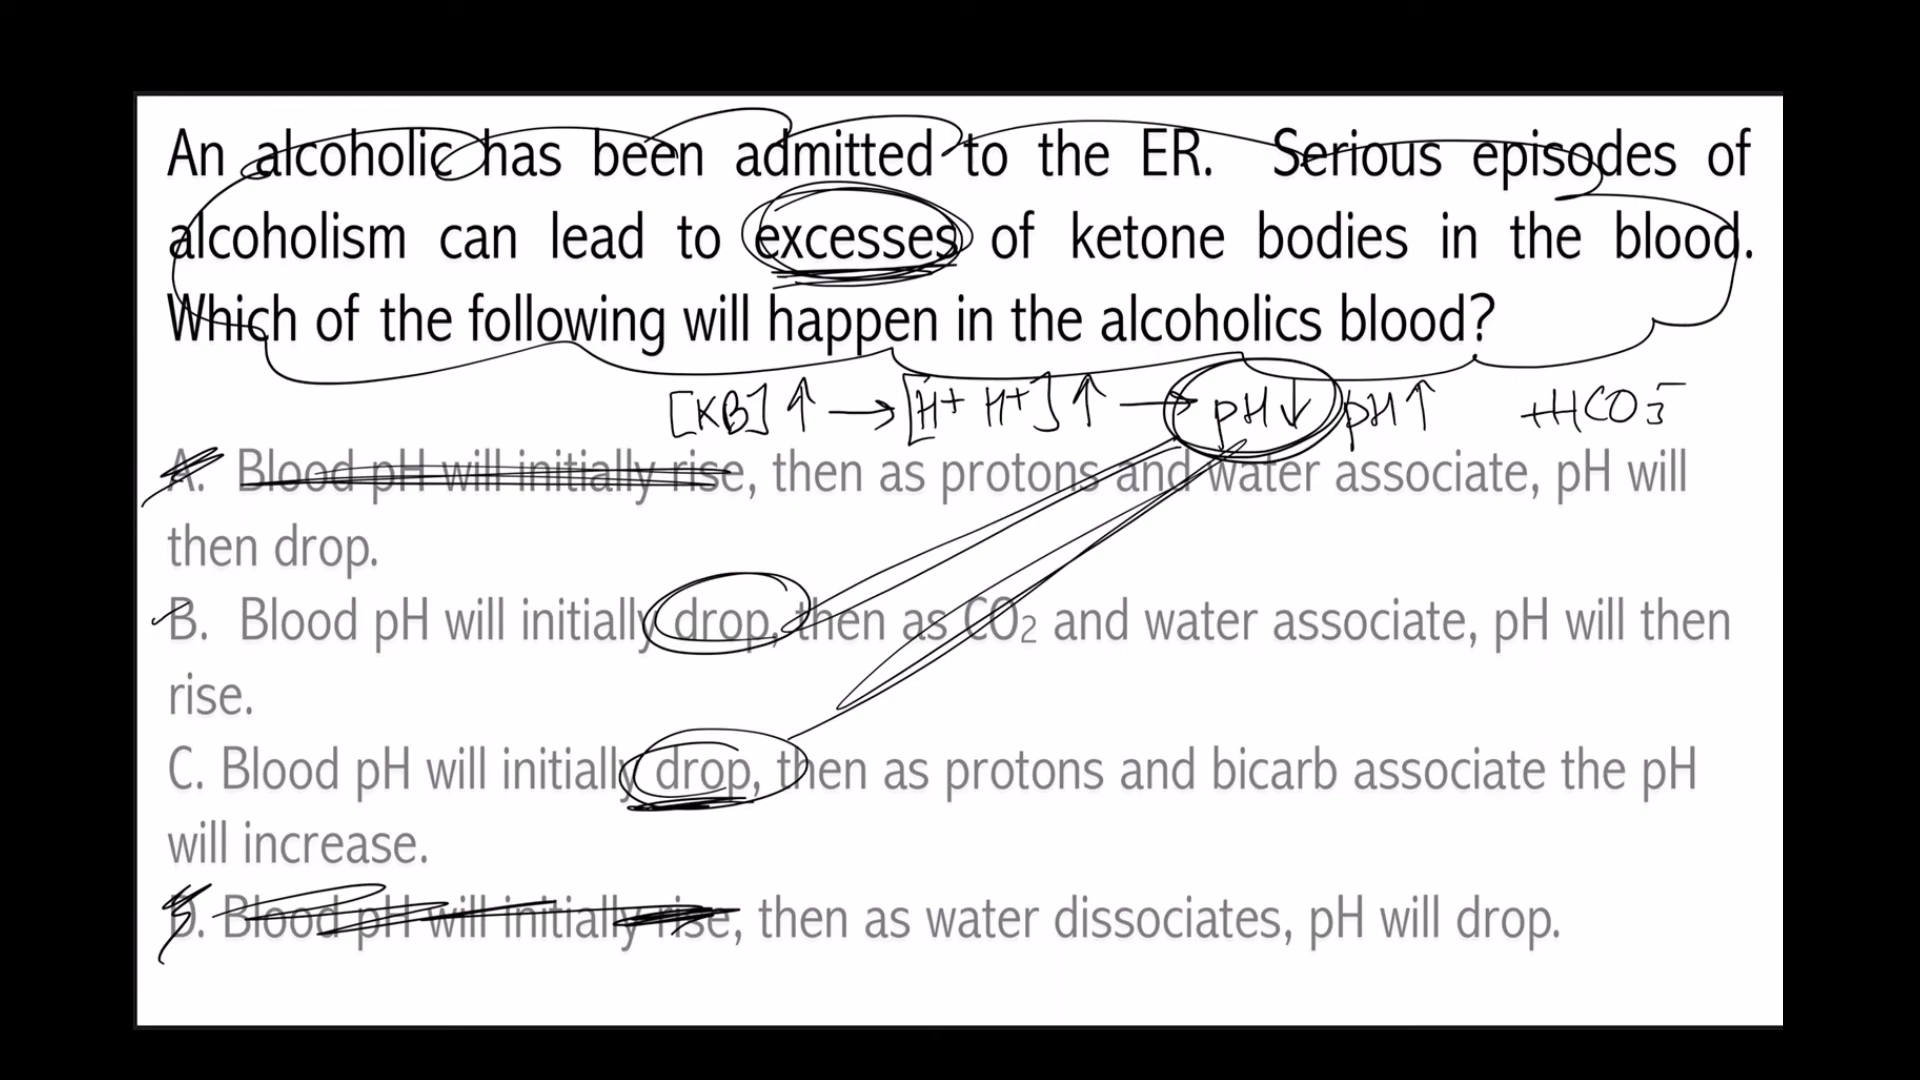 An alcoholic has been admitted to the ER. Serious episodes of
alcoholism can lead to excesses of ketone bodies in the blood.
Which of the following will happen in the alcoholics blood?
[KB] ↑ → [H+ H+] ↑ → pH↓ pH↑ +HCO3-
A. Blood pH will initially rise, then as protons and water associate, pH will
then drop.
B. Blood pH will initially drop, then as CO₂ and water associate, pH will then
rise.
C. Blood pH will initially drop, then as protons and bicarb associate the pH
will increase.
D. Blood pH will initially rise, then as water dissociates, pH will drop.